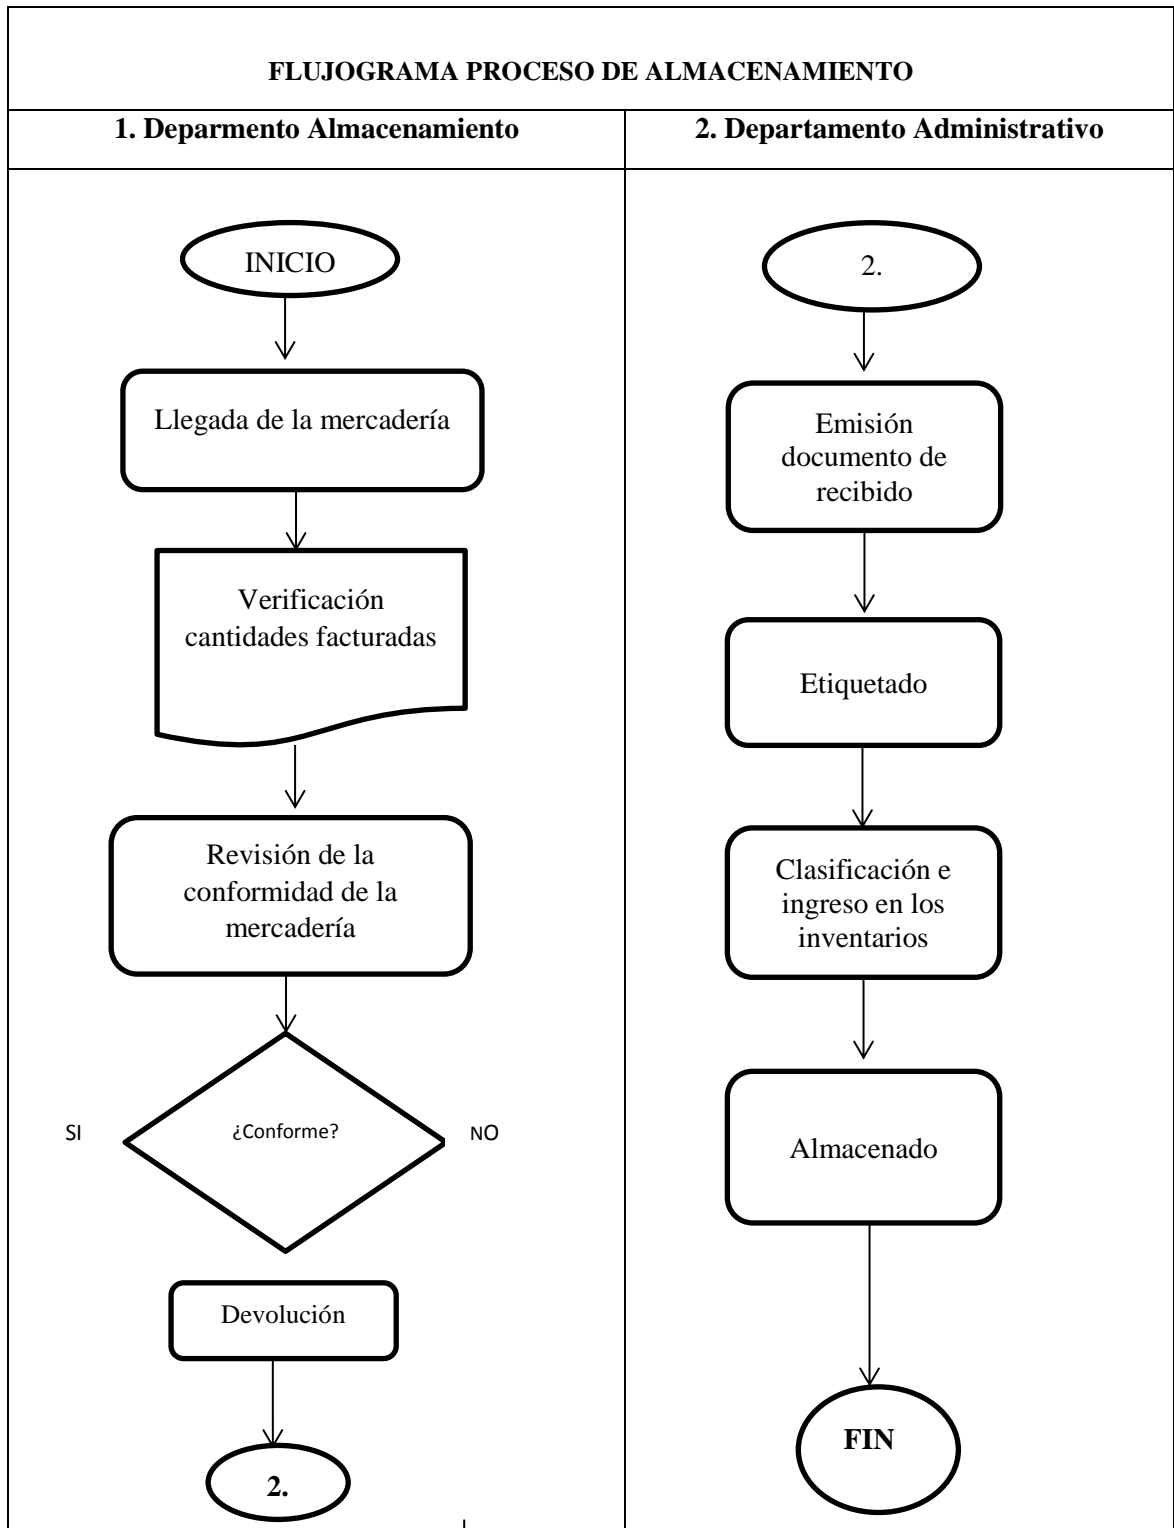 FLUJOGRAMA PROCESO DE ALMACENAMIENTO
1. Deparmento Almacenamiento
2. Departamento Administrativo
INICIO
Llegada de la mercadería
Verificación
cantidades facturadas
Revisión de la
conformidad de la
mercadería
¿Conforme?
SI
NO
Devolución
2.
2.
Emisión
documento de
recibido
Etiquetado
Clasificación e
ingreso en los
inventarios
Almacenado
FIN